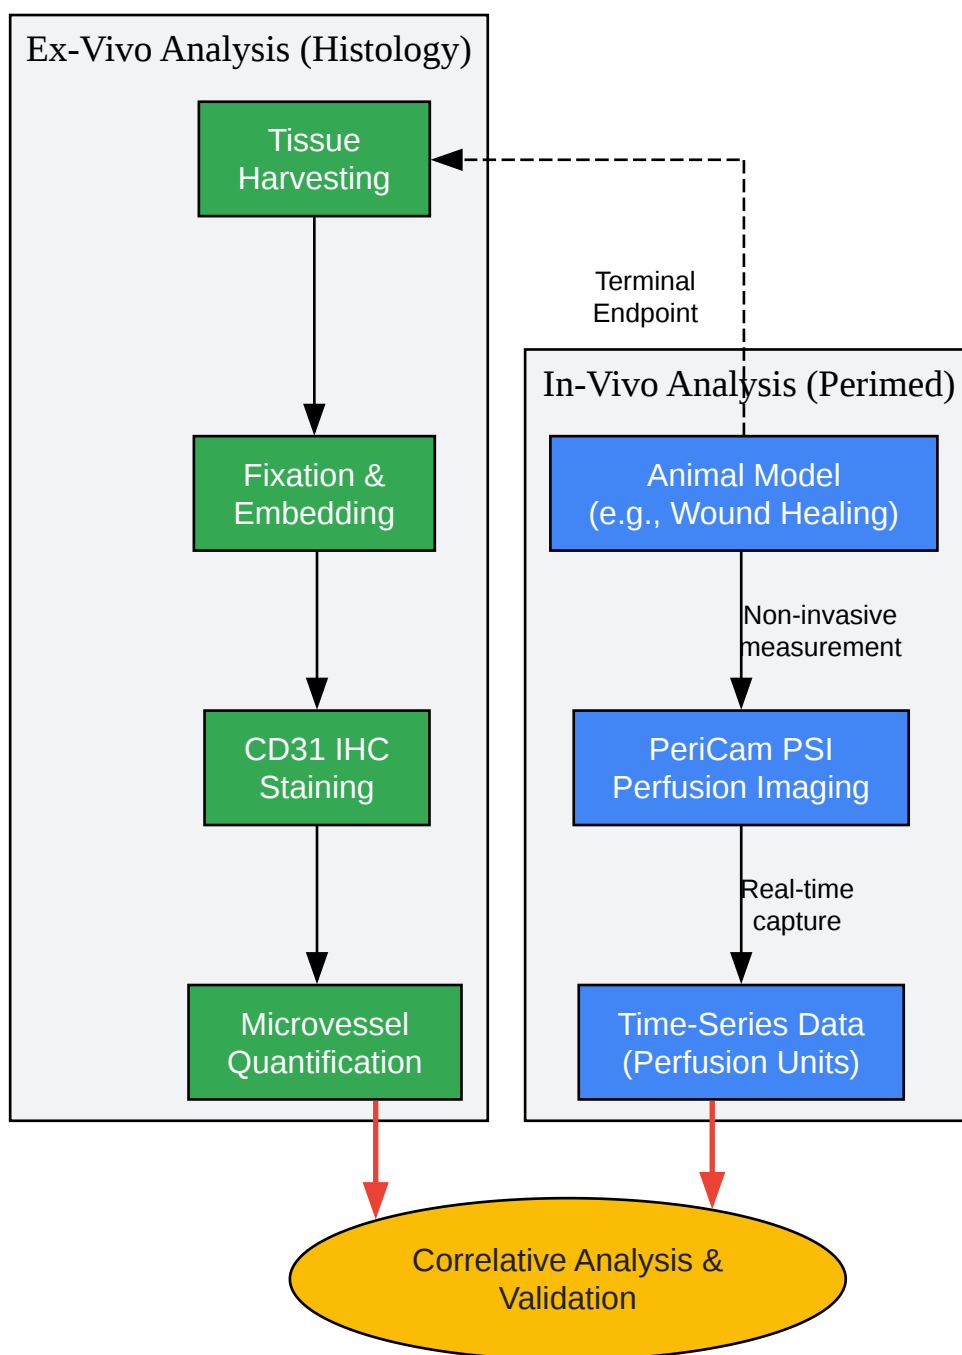 Ex-Vivo Analysis (Histology)
Tissue
Harvesting
Fixation &
Embedding
CD31 IHC
Staining
Microvessel
Quantification
Terminal
Endpoint
In-Vivo Analysis (Perimed)
Animal Model
(e.g., Wound Healing)
Non-invasive
measurement
PeriCam PSI
Perfusion Imaging
Real-time
capture
Time-Series Data
(Perfusion Units)
Correlative Analysis &
Validation